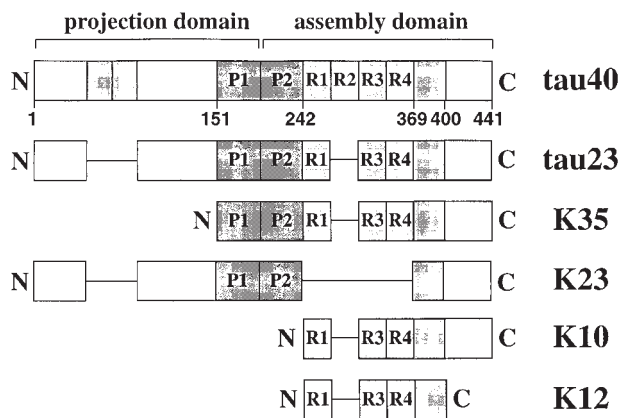 projection domain assembly domain
N P1 P2 R1 R2 R3 R4 C tau40
1 151 242 369 400 441
N P1 P2 R1 R3 R4 C tau23
N P1 P2 R1 R3 R4 C K35
N P1 P2 C K23
N R1 R3 R4 C K10
N R1 R3 R4 C K12